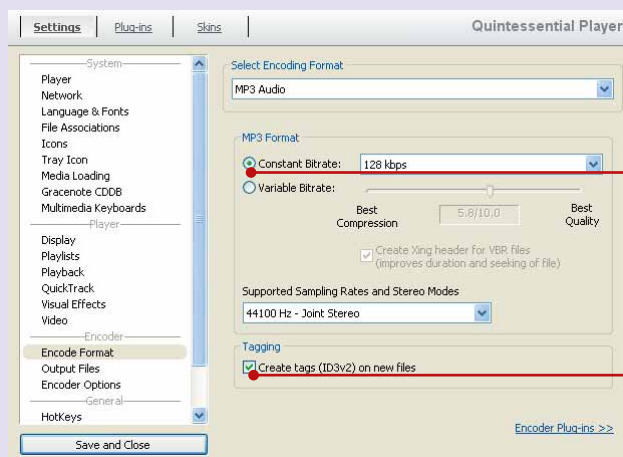 Settings
Plug-ins
Skins
Quintessential Player
System
Player
Network
Language & Fonts
File Associations
Icons
Tray Icon
Media Loading
Gracenote CDDB
Multimedia Keyboards
Player
Display
Playlists
Playback
QuickTrack
Visual Effects
Video
Encoder
Encode Format
Output Files
Encoder Options
General
HotKeys
Save and Close
Select Encoding Format
MP3 Audio
MP3 Format
Constant Bitrate: 128 kbps
Variable Bitrate:
Best Compression
5.8/10.0
Best Quality
Create Xing header for VBR files
(improves duration and seeking of file)
Supported Sampling Rates and Stereo Modes
44100 Hz - Joint Stereo
Tagging
Create tags (ID3v2) on new files
Encoder Plug-ins >>